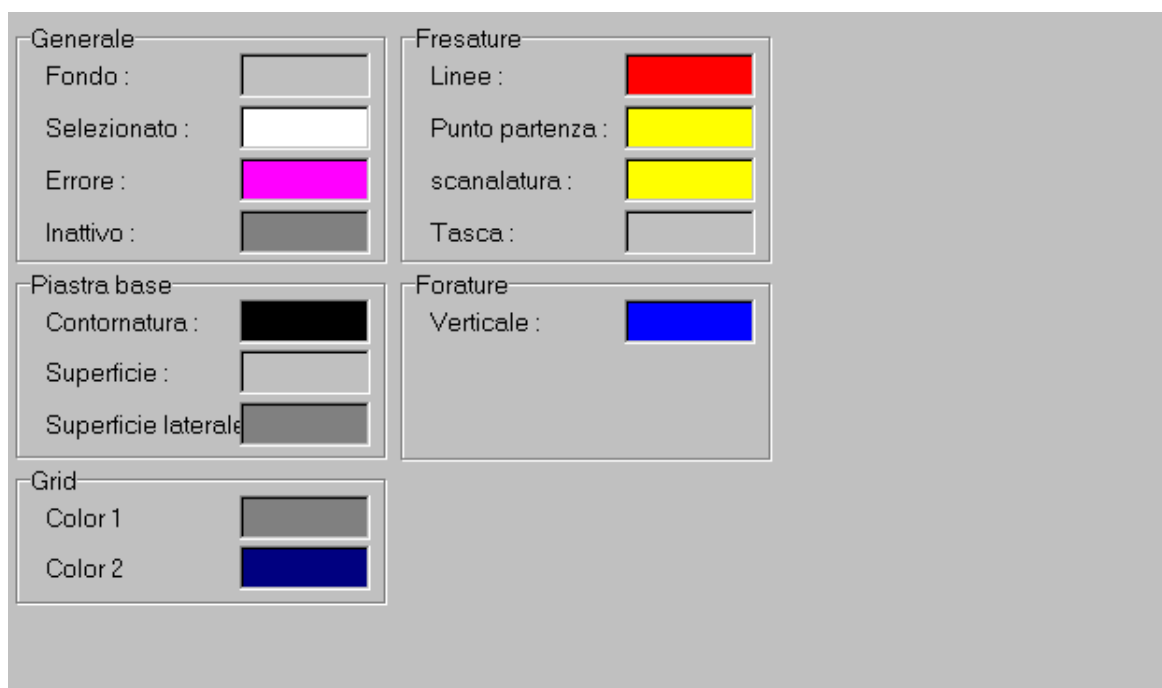 Generale
Fondo :
Selezionato :
Errore :
Inattivo :
Fresature
Linee :
Punto partenza :
scanalatura :
Tasca :
Piastra base
Contornatura :
Superficie :
Superficie laterale
Forature
Verticale :
Grid
Color 1
Color 2